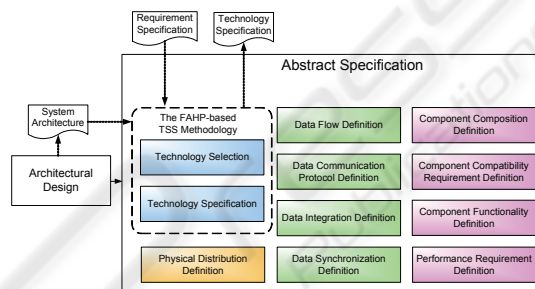 Requirement
Specification
Technology
Specification
Abstract Specification
System
Architecture
The FAHP-based
TSS Methodology
Architectural
Design
Technology Selection
Technology Specification
Physical Distribution
Definition
Data Flow Definition
Data Communication
Protocol Definition
Data Integration Definition
Data Synchronization
Definition
Component Composition
Definition
Component Compatibility
Requirement Definition
Component Functionality
Definition
Performance Requirement
Definition